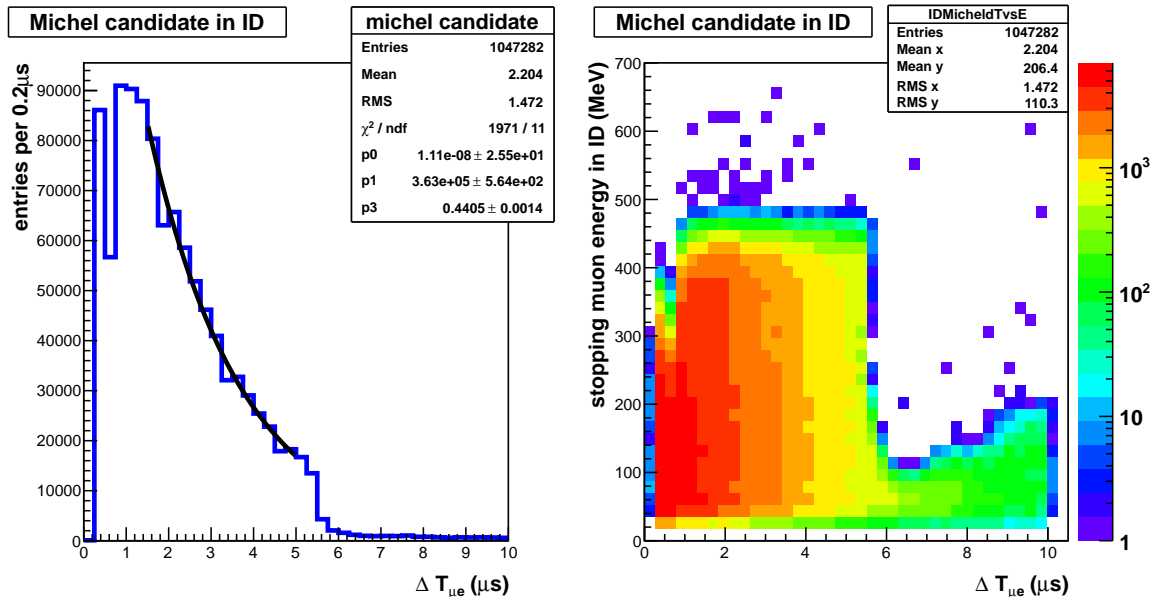 Michel candidate in ID
michel candidate
Entries 1047282
Mean 2.204
RMS 1.472
χ² / ndf 1971 / 11
p0 1.11e-08 ± 2.55e+01
p1 3.63e+05 ± 5.64e+02
p3 0.4405 ± 0.0014
entries per 0.2μs
90000
80000
70000
60000
50000
40000
30000
20000
10000
0
0 1 2 3 4 5 6 7 8 9 10
Δ Tμe (μs)
Michel candidate in ID
IDMicheldTvsE
Entries 1047282
Mean x 2.204
Mean y 206.4
RMS x 1.472
RMS y 110.3
stopping muon energy in ID (MeV)
700
600
500
400
300
200
100
0
0 2 4 6 8 10
Δ Tμe (μs)
10³
10²
10
1